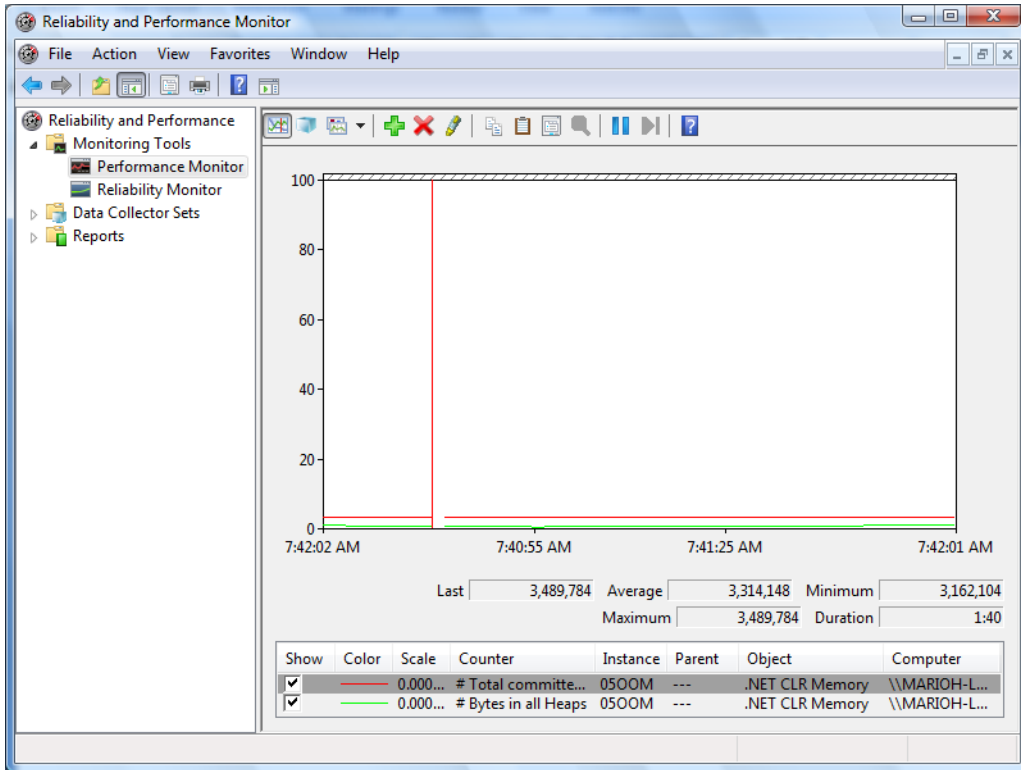 Reliability and Performance Monitor
File Action View Favorites Window Help
Reliability and Performance
Monitoring Tools
Performance Monitor
Reliability Monitor
Data Collector Sets
Reports
100
80
60
40
20
0
7:42:02 AM 7:40:55 AM 7:41:25 AM 7:42:01 AM
Last 3,489,784 Average 3,314,148 Minimum 3,162,104
Maximum 3,489,784 Duration 1:40
Show Color Scale Counter Instance Parent Object Computer
0.000... # Total committe... 05OOM --- .NET CLR Memory \\MARIOH-L...
0.000... # Bytes in all Heaps 05OOM --- .NET CLR Memory \\MARIOH-L...